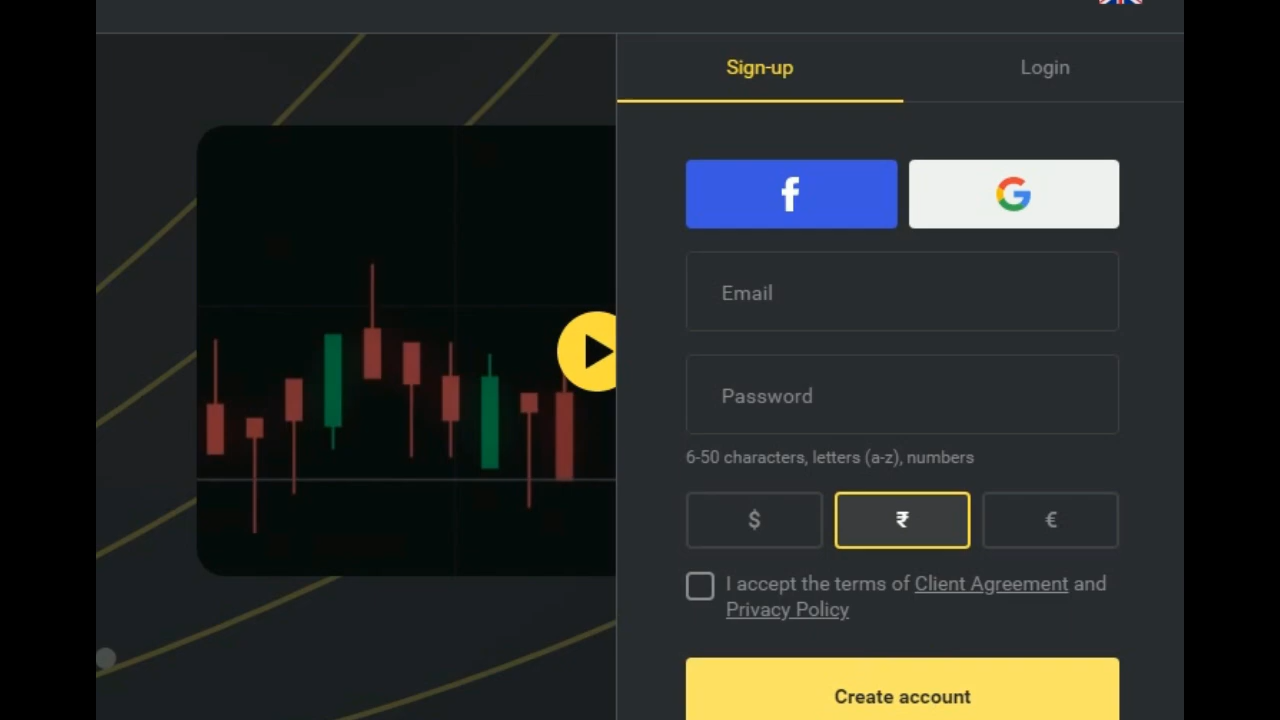 Sign-up
Login
f
G
Email
Password
6-50 characters, letters (a-z), numbers
$
₹
€
I accept the terms of Client Agreement and
Privacy Policy
Create account